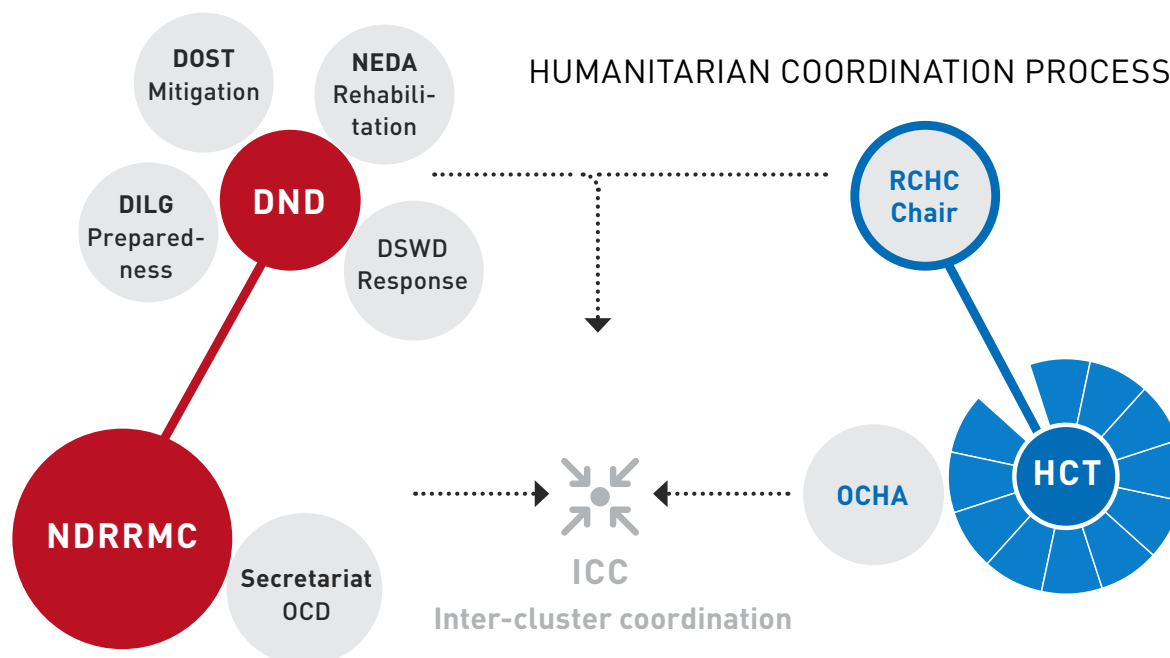 HUMANITARIAN COORDINATION PROCESS
DOST
Mitigation
NEDA
Rehabili-
tation
DILG
Prepared-
ness
DND
DSWD
Response
RCHC
Chair
NDRRMC
Secretariat
OCD
ICC
Inter-cluster coordination
OCHA
HCT